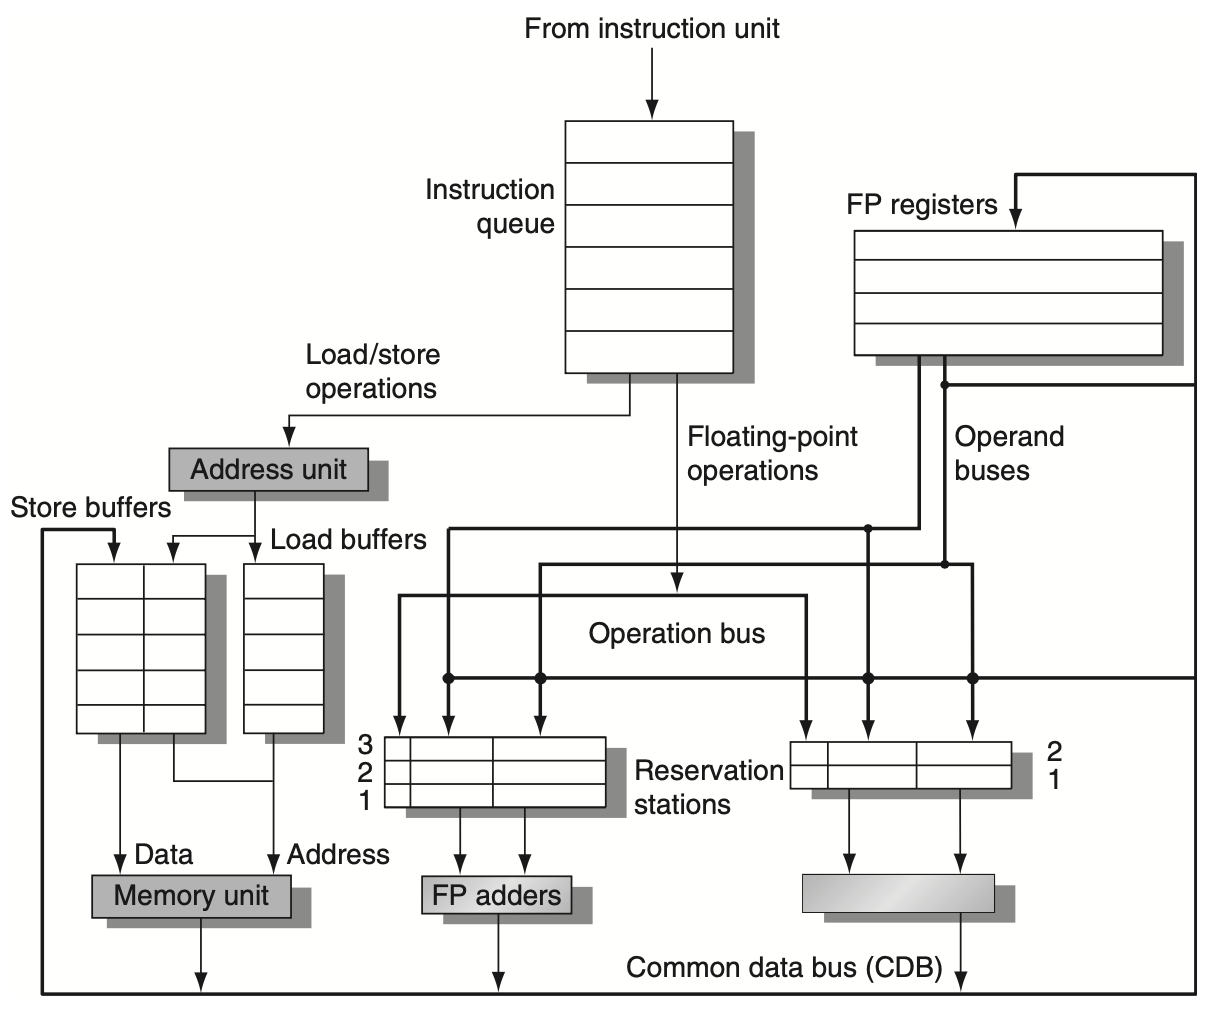 From instruction unit
Instruction
queue
FP registers
Load/store
operations
Floating-point
operations
Operand
buses
Address unit
Store buffers
Load buffers
Operation bus
3
2
1
Reservation
stations
2
1
Data
Address
Memory unit
FP adders
Common data bus (CDB)